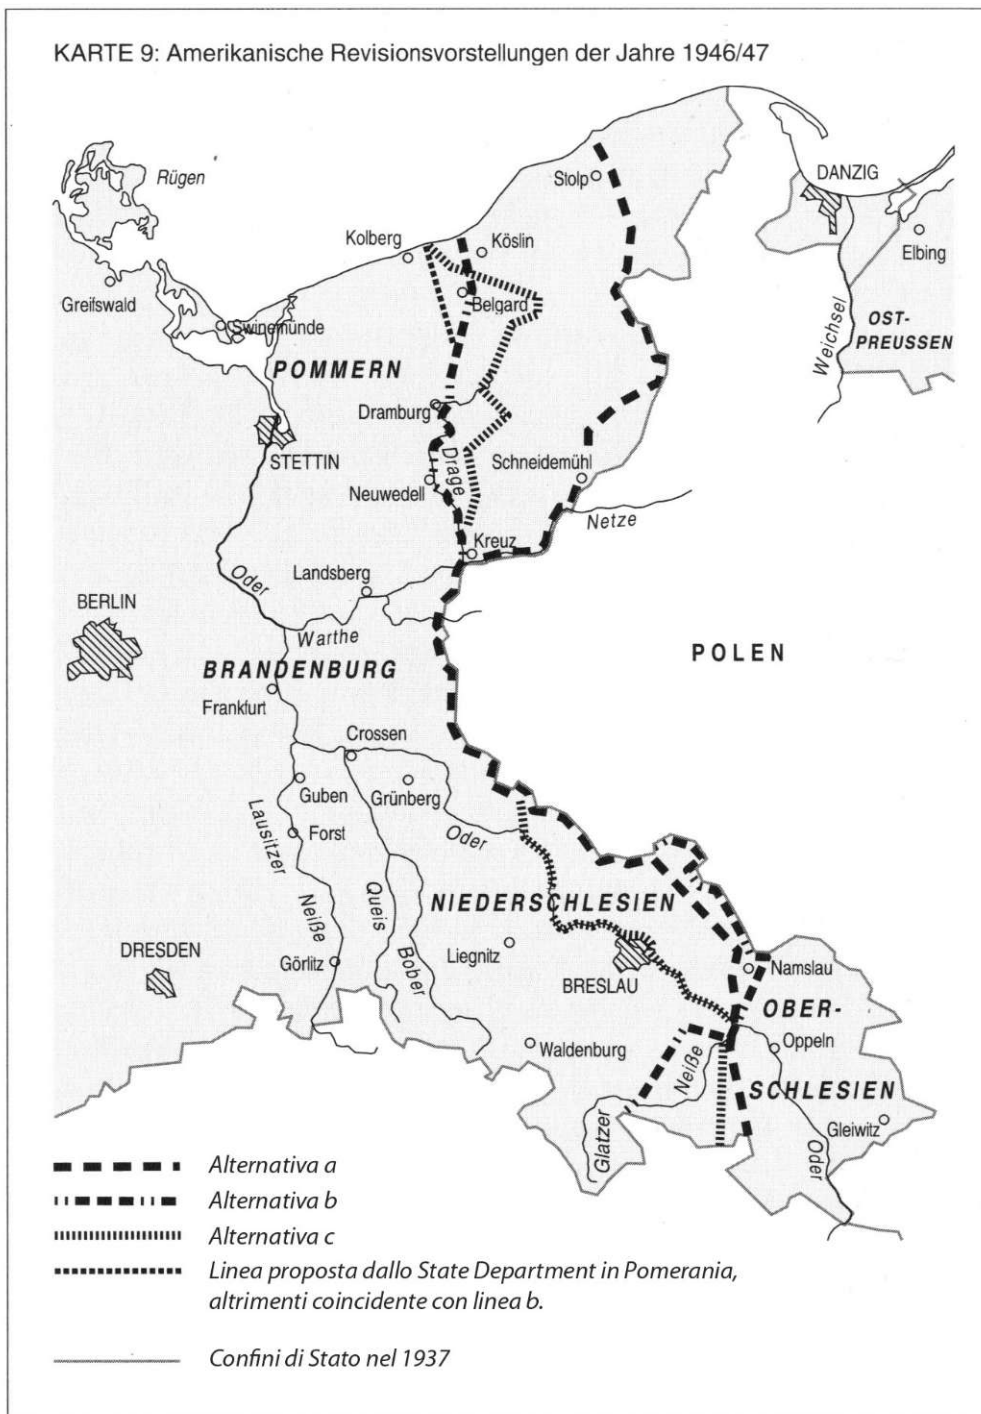 KARTE 9: Amerikanische Revisionsvorstellungen der Jahre 1946/47
Rügen
Stolp
DANZIG
Kolberg
Köslin
Elbing
Greifswald
Belgard
Swinemünde
Weichsel
OST-
PREUSSEN
POMMERN
Dramburg
Drage
STETTIN
Schneidemühl
Neuwedell
Netze
Kreuz
Oder
Landsberg
BERLIN
Warthe
POLEN
BRANDENBURG
Frankfurt
Crossen
Guben
Grünberg
Lausitzer
Neiße
Forst
Oder
Queis
Bober
NIEDERSCHLESIEN
DRESDEN
Görlitz
Liegnitz
BRESLAU
Namslau
OBER-
SCHLESIEN
Waldenburg
Glatzer
Neiße
Oppeln
Gleiwitz
Oder
Alternativa a
Alternativa b
Alternativa c
Linea proposta dallo State Department in Pomerania,
altrimenti coincidente con linea b.
Confini di Stato nel 1937